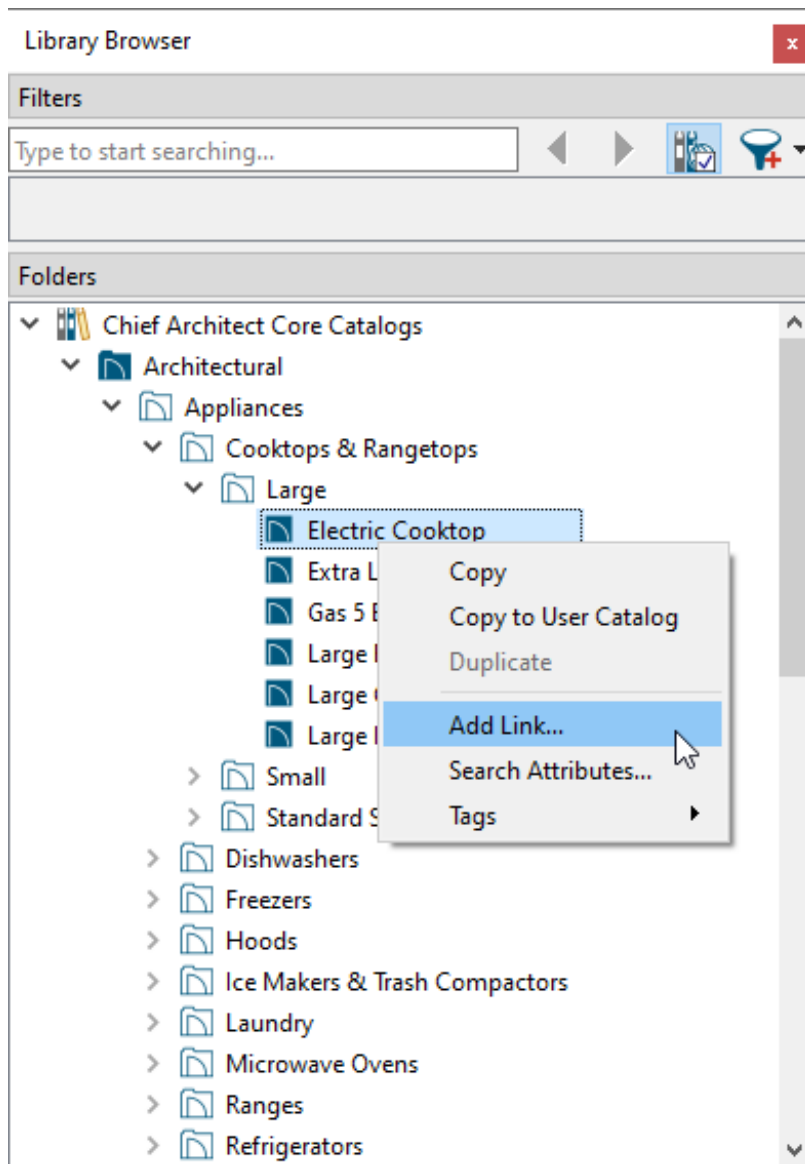 Library Browser
x
Filters
Type to start searching...
Folders
Chief Architect Core Catalogs
Architectural
Appliances
Cooktops & Rangetops
Large
Electric Cooktop
Extra L
Gas 5
Large
Large
Large
Small
Standard S
Copy
Copy to User Catalog
Duplicate
Add Link...
Search Attributes...
Tags
Dishwashers
Freezers
Hoods
Ice Makers & Trash Compactors
Laundry
Microwave Ovens
Ranges
Refrigerators